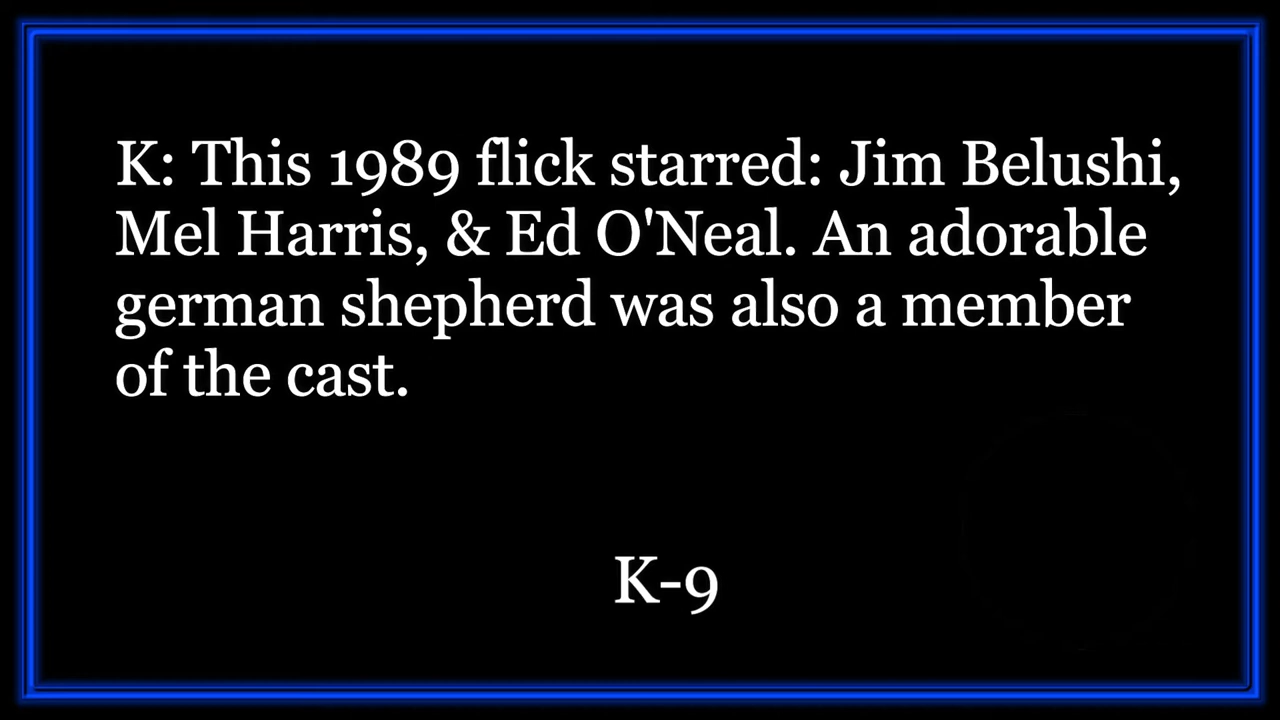 K: This 1989 flick starred: Jim Belushi,
Mel Harris, & Ed O'Neal. An adorable
german shepherd was also a member
of the cast.
K-9